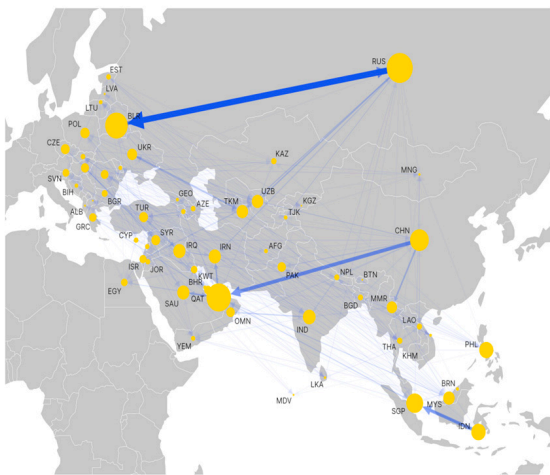 EST
RUS
LVA
LTU
POL
CZE
UKR
KAZ
MNG
SVN
BIH
BGR
GEO
AZE
TKM
UZB
KGZ
TJK
ALB
GRC
TUR
CYP
SYR
IRQ
IRN
AFG
CHN
ISR
JOR
KWT
PAK
NPL
BTN
EGY
BHR
SAU
QAT
OMN
BGD
MMR
LAO
IND
YEM
THA
KHM
PHL
LKA
MDV
BRN
MYS
SGP
IDN